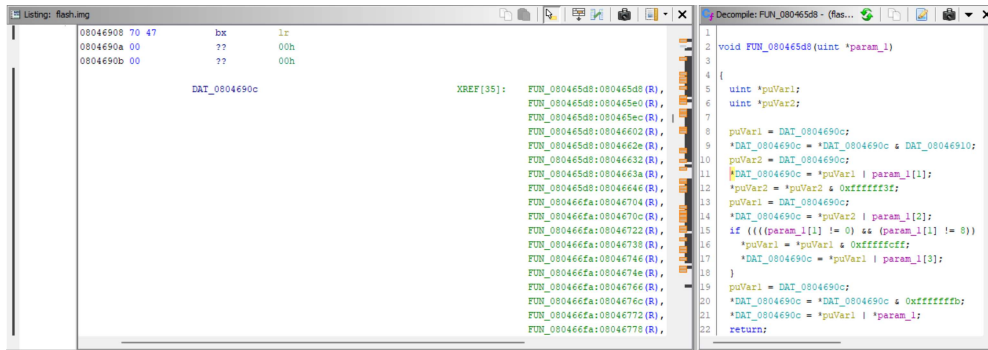 Listing: flash.img
08046908 70 47 bx lr
0804690a 00 ?? 00h
0804690b 00 ?? 00h
DAT_0804690c XREF[35]: FUN_080465d8:080465d8(R),
FUN_080465d8:080465e0(R),
FUN_080465d8:080465ec(R),
FUN_080465d8:08046602(R),
FUN_080465d8:0804662e(R),
FUN_080465d8:08046632(R),
FUN_080465d8:0804663a(R),
FUN_080465d8:08046646(R),
FUN_080466fa:08046704(R),
FUN_080466fa:0804670c(R),
FUN_080466fa:08046722(R),
FUN_080466fa:08046738(R),
FUN_080466fa:08046746(R),
FUN_080466fa:0804674e(R),
FUN_080466fa:08046766(R),
FUN_080466fa:0804676c(R),
FUN_080466fa:08046772(R),
FUN_080466fa:08046778(R),
Decompile: FUN_080465d8 - (flas...
1
2 void FUN_080465d8(uint *param_1)
3
4 {
5 uint *puVar1;
6 uint *puVar2;
7
8 puVar1 = DAT_0804690c;
9 *DAT_0804690c = *DAT_0804690c & DAT_08046910;
10 puVar2 = DAT_0804690c;
11 *DAT_0804690c = *puVar1 | param_1[1];
12 *puVar2 = *puVar2 & 0xffffff3f;
13 puVar1 = DAT_0804690c;
14 *DAT_0804690c = *puVar2 | param_1[2];
15 if ((((param_1[1] != 0) && (param_1[1] != 8))
16 *puVar1 = *puVar1 & 0xfffffcff;
17 *DAT_0804690c = *puVar1 | param_1[3];
18 }
19 puVar1 = DAT_0804690c;
20 *DAT_0804690c = *DAT_0804690c & 0xfffffffb;
21 *DAT_0804690c = *puVar1 | *param_1;
22 return;